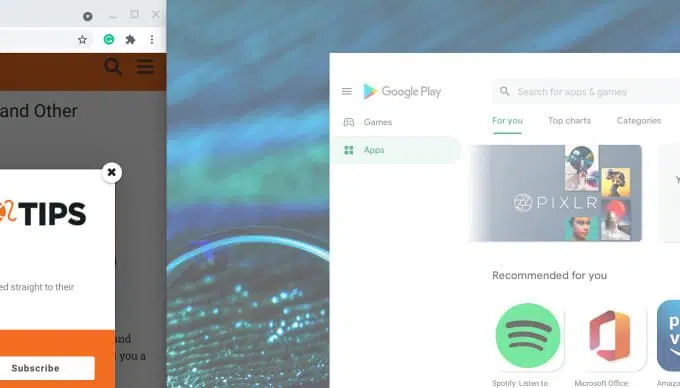 and Other
TIPS
ed straight to their
and
you a
Subscribe
Google Play
Search for apps & games
Games
Apps
For you
Top charts
Categories
PIXLR
Y
Recommended for you
Spotify: Listen to
Microsoft Office:
p
v
Amazo